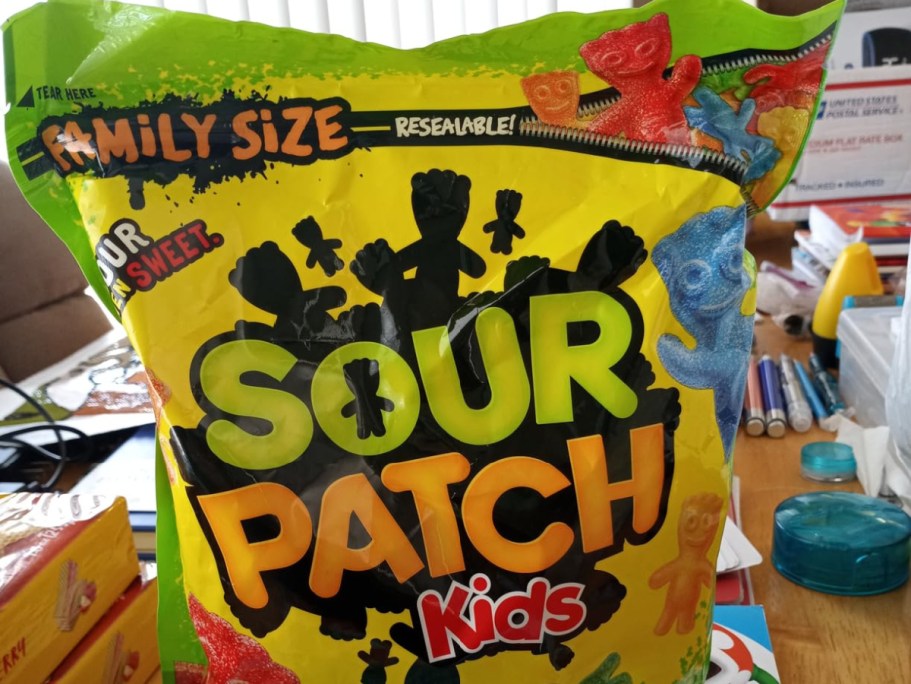 TEAR HERE
FAMiLY SiZE
RESEALABLE!
SWEET.
SOUR
PATCH
Kids
UNITED STATES
POSTAL SERVICE
FLAT RATE BOX
TRACKED • INSURED